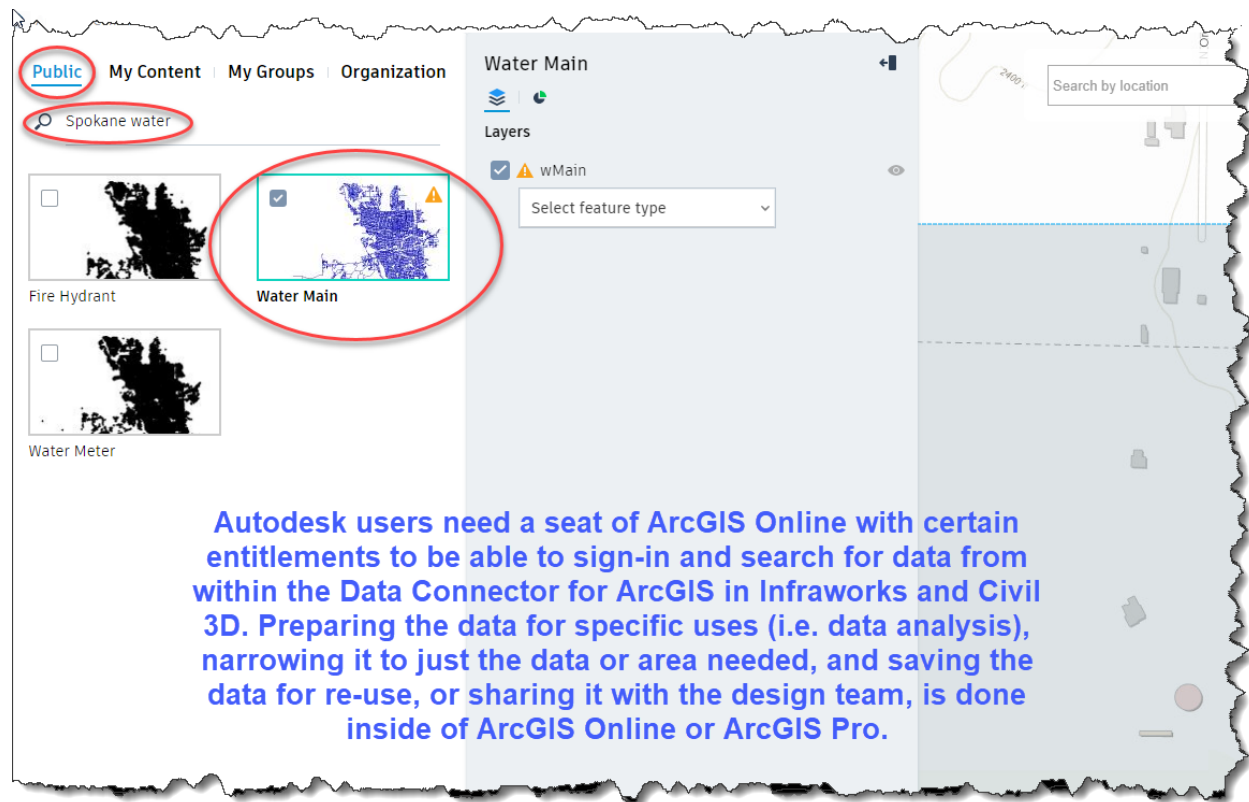 Public My Content My Groups Organization
Spokane water
Fire Hydrant
Water Main
Water Meter
Water Main
Layers
wMain
Select feature type
2400
Search by location
Autodesk users need a seat of ArcGIS Online with certain
entitlements to be able to sign-in and search for data from
within the Data Connector for ArcGIS in Infraworks and Civil
3D. Preparing the data for specific uses (i.e. data analysis),
narrowing it to just the data or area needed, and saving the
data for re-use, or sharing it with the design team, is done
inside of ArcGIS Online or ArcGIS Pro.